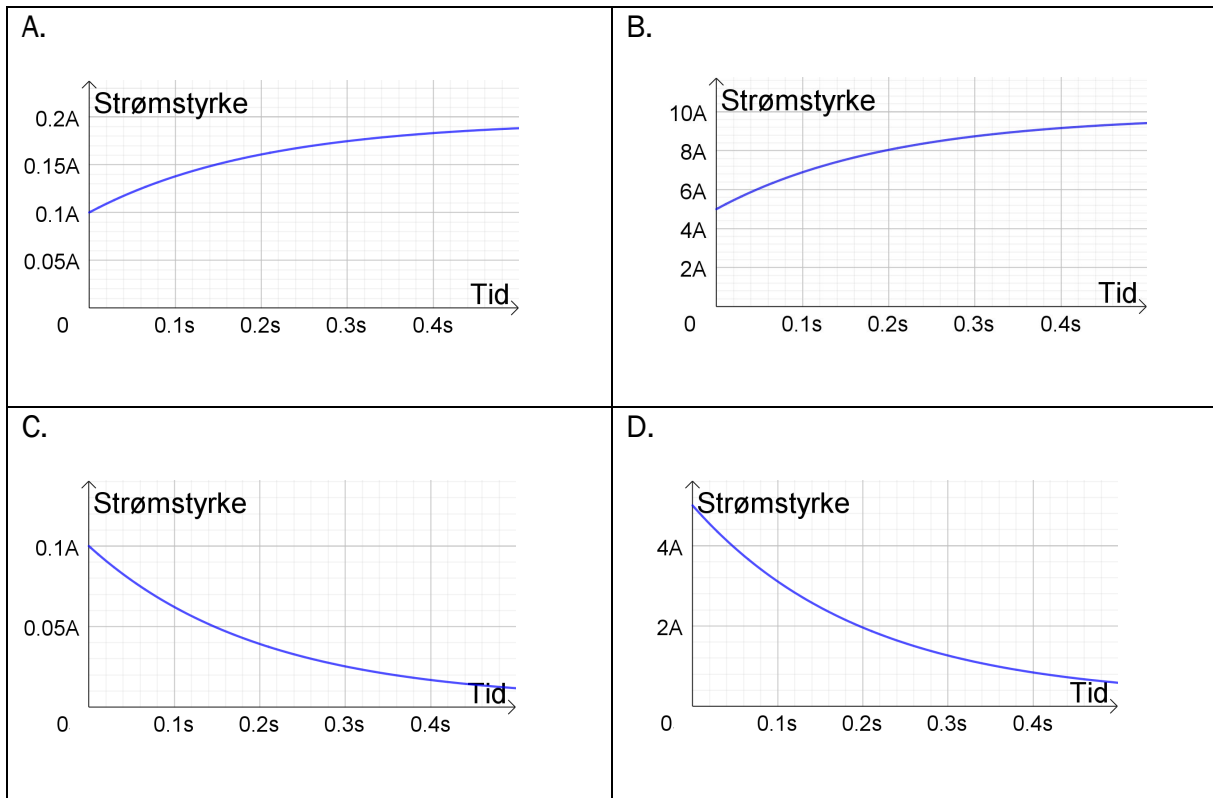 A.
Strømstyrke
0.2A
0.15A
0.1A
0.05A
Tid
0 0.1s 0.2s 0.3s 0.4s
B.
Strømstyrke
10A
8A
6A
4A
2A
Tid
0 0.1s 0.2s 0.3s 0.4s
C.
Strømstyrke
0.1A
0.05A
Tid
0 0.1s 0.2s 0.3s 0.4s
D.
Strømstyrke
4A
2A
Tid
0 0.1s 0.2s 0.3s 0.4s